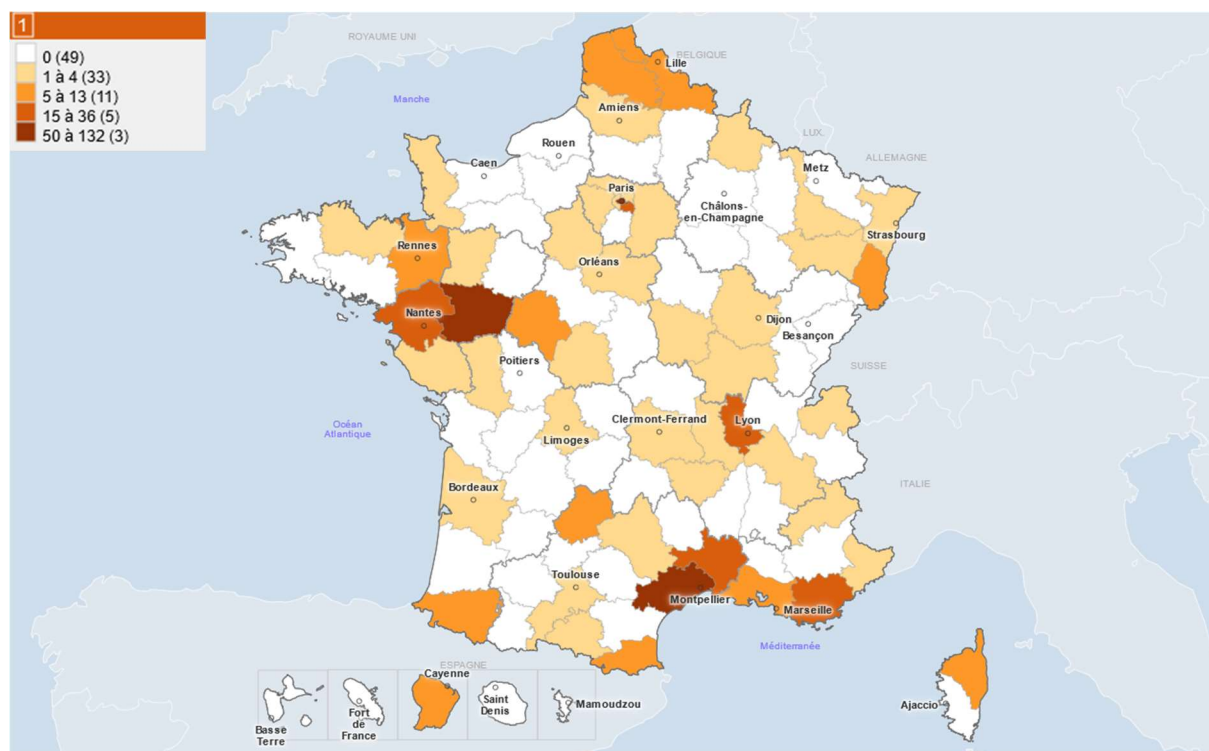 1
0 (49)
1 à 4 (33)
5 à 13 (11)
15 à 36 (5)
50 à 132 (3)
ROYAUME UNI
BELGIQUE
Lille
Manche
Amiens
LUX.
Rouen
ALLEMAGNE
Caen
Metz
Paris
Châlons-
en-Champagne
Strasbourg
Rennes
Orléans
Nantes
Dijon
Besançon
Poitiers
SUISSE
Clermont-Ferrand
Lyon
Océan
Atlantique
Limoges
Bordeaux
ITALIE
Toulouse
Montpellier
Marseille
Méditerranée
ESPAGNE
Cayenne
Saint
Denis
Mamoudzou
Ajaccio
Fort
de
France
Basse
Terre